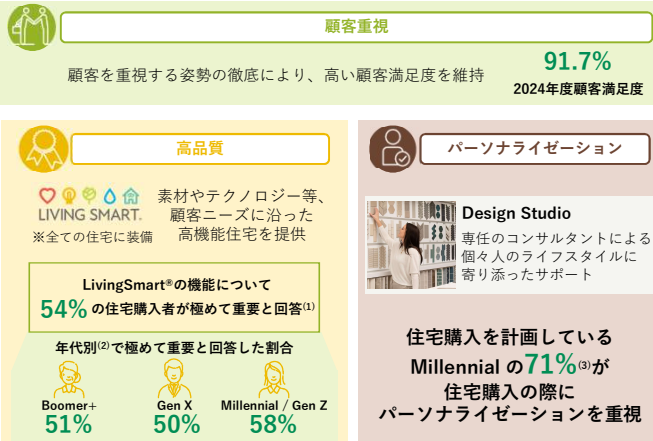 顧客重視
顧客を重視する姿勢の徹底により、高い顧客満足度を維持
91.7%
2024年度顧客満足度
高品質
LIVING SMART®
※全ての住宅に装備
素材やテクノロジー等、
顧客ニーズに沿った
高機能住宅を提供
LivingSmart®の機能について
54% の住宅購入者が極めて重要と回答(1)
年代別(2)で極めて重要と回答した割合
Boomer+
51%
Gen X
50%
Millennial / Gen Z
58%
パーソナライゼーション
Design Studio
専任のコンサルタントによる
個々人のライフスタイルに
寄り添ったサポート
住宅購入を計画している
Millennial の71%(3)が
住宅購入の際に
パーソナライゼーションを重視